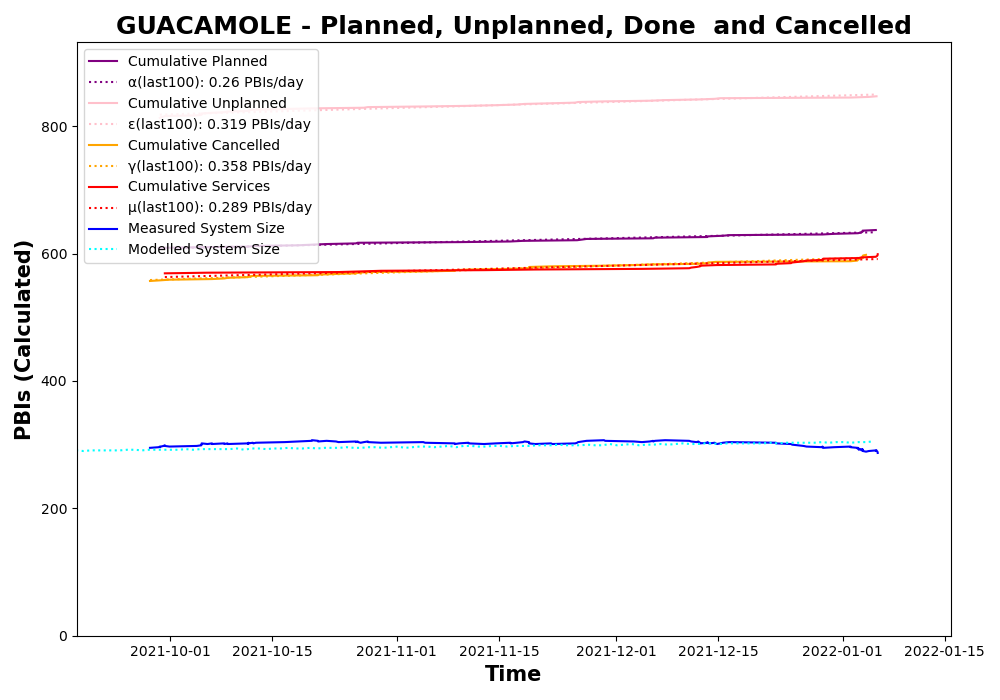 GUACAMOLE - Planned, Unplanned, Done  and Cancelled
Cumulative Planned
α(last100): 0.26 PBIs/day
Cumulative Unplanned
ε(last100): 0.319 PBIs/day
Cumulative Cancelled
γ(last100): 0.358 PBIs/day
Cumulative Services
μ(last100): 0.289 PBIs/day
Measured System Size
Modelled System Size
PBIs (Calculated)
800
600
400
200
0
2021-10-01
2021-10-15
2021-11-01
2021-11-15
2021-12-01
2021-12-15
2022-01-01
2022-01-15
Time